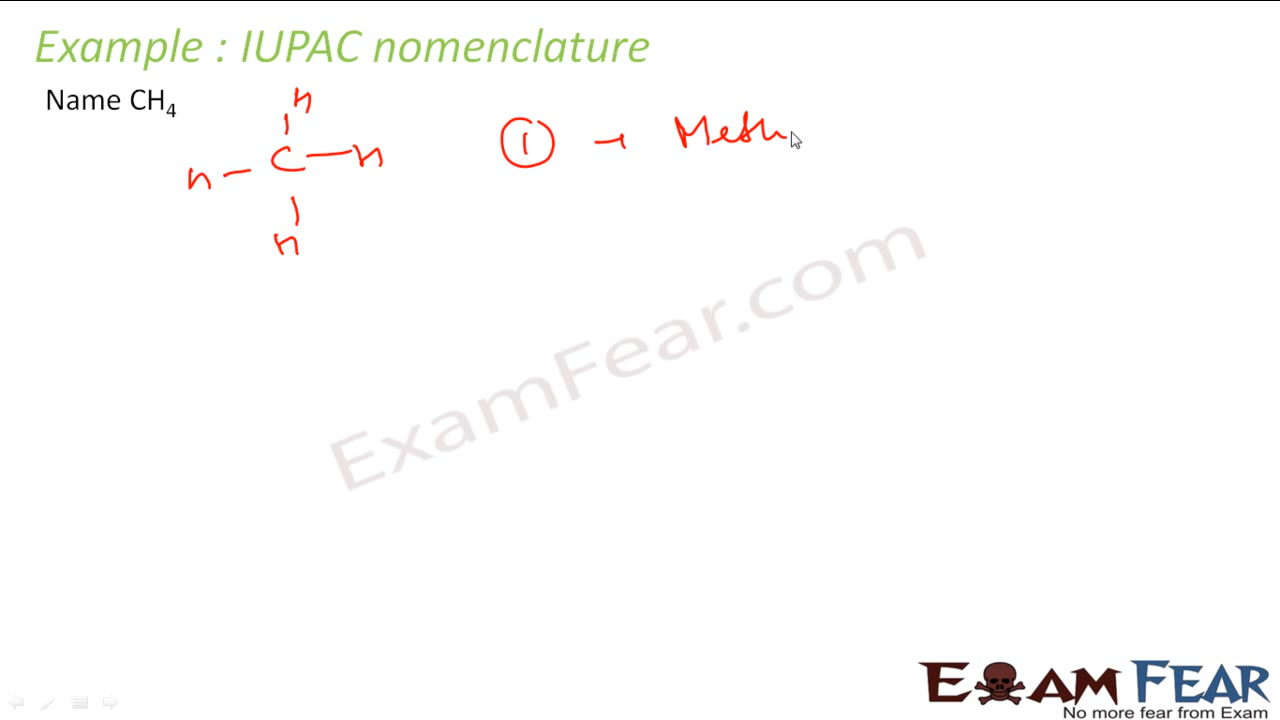 Example : IUPAC nomenclature
Name CH₄
H
H - C - H
H
① → Meth
ExamFear.com
EXAM FEAR
No more fear from Exam